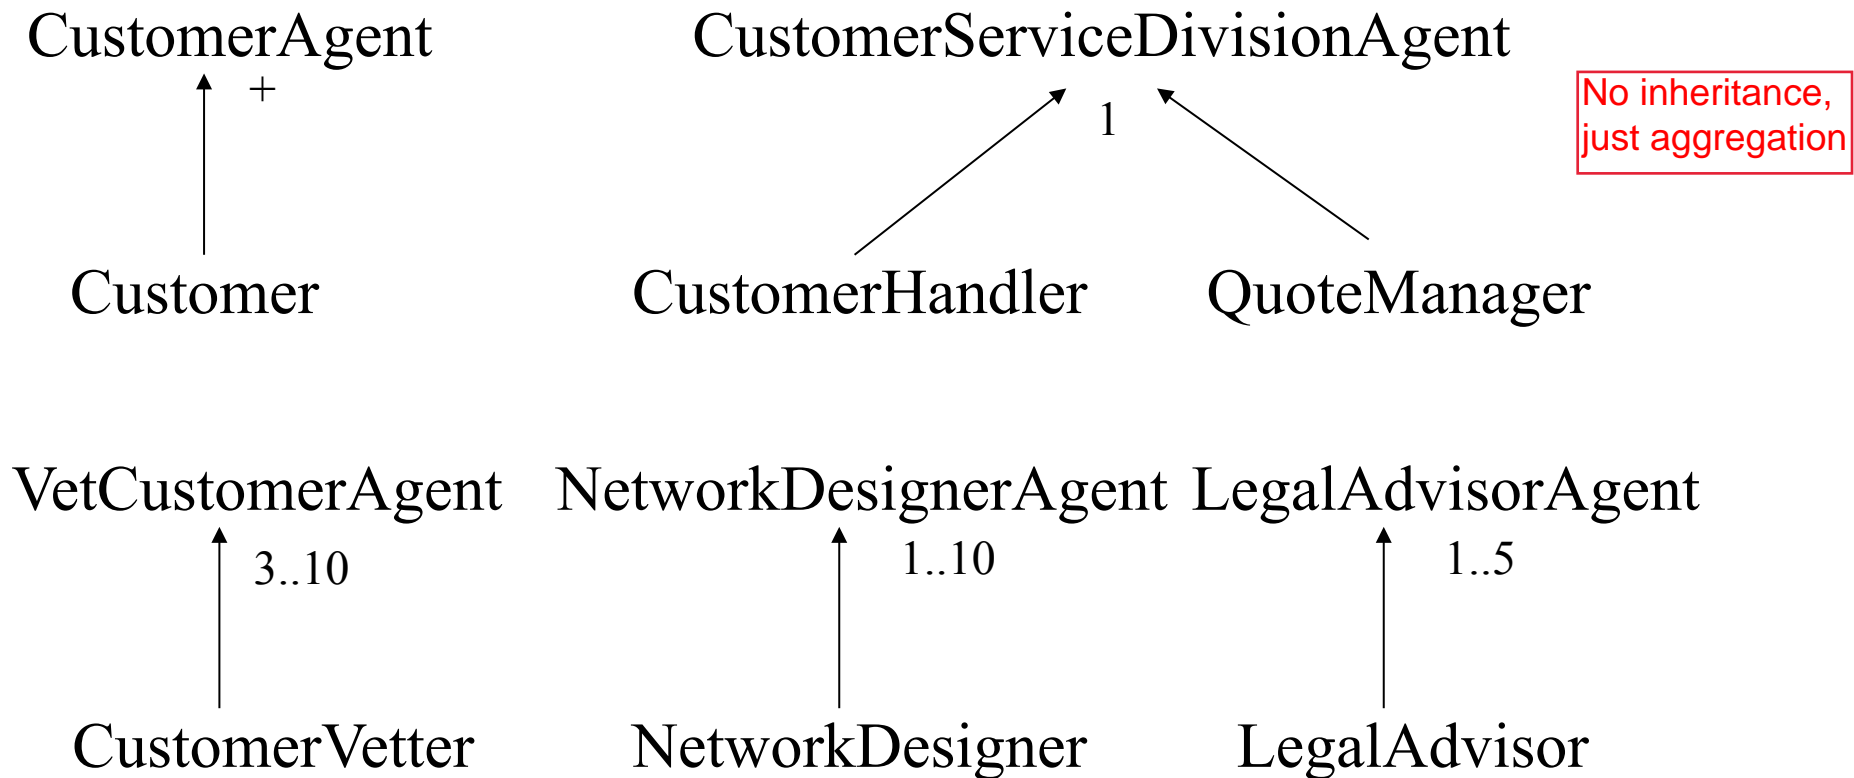 CustomerAgent
CustomerServiceDivisionAgent
+
1
No inheritance,
just aggregation
Customer
CustomerHandler
QuoteManager
VetCustomerAgent
NetworkDesignerAgent
LegalAdvisorAgent
3..10
1..10
1..5
CustomerVetter
NetworkDesigner
LegalAdvisor